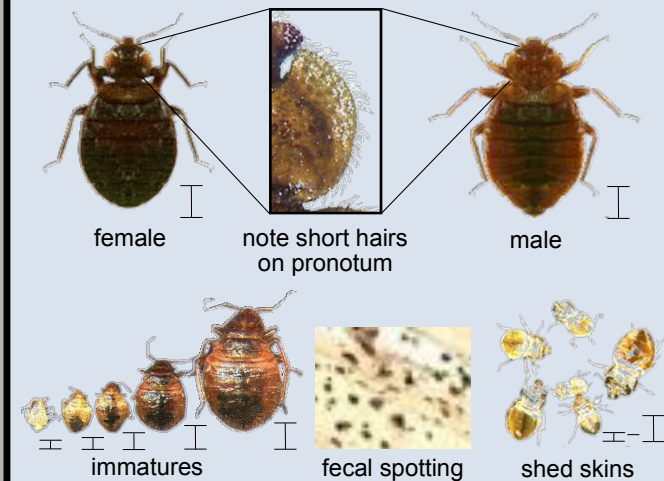 female
note short hairs
on pronotum
male
immatures
fecal spotting
shed skins